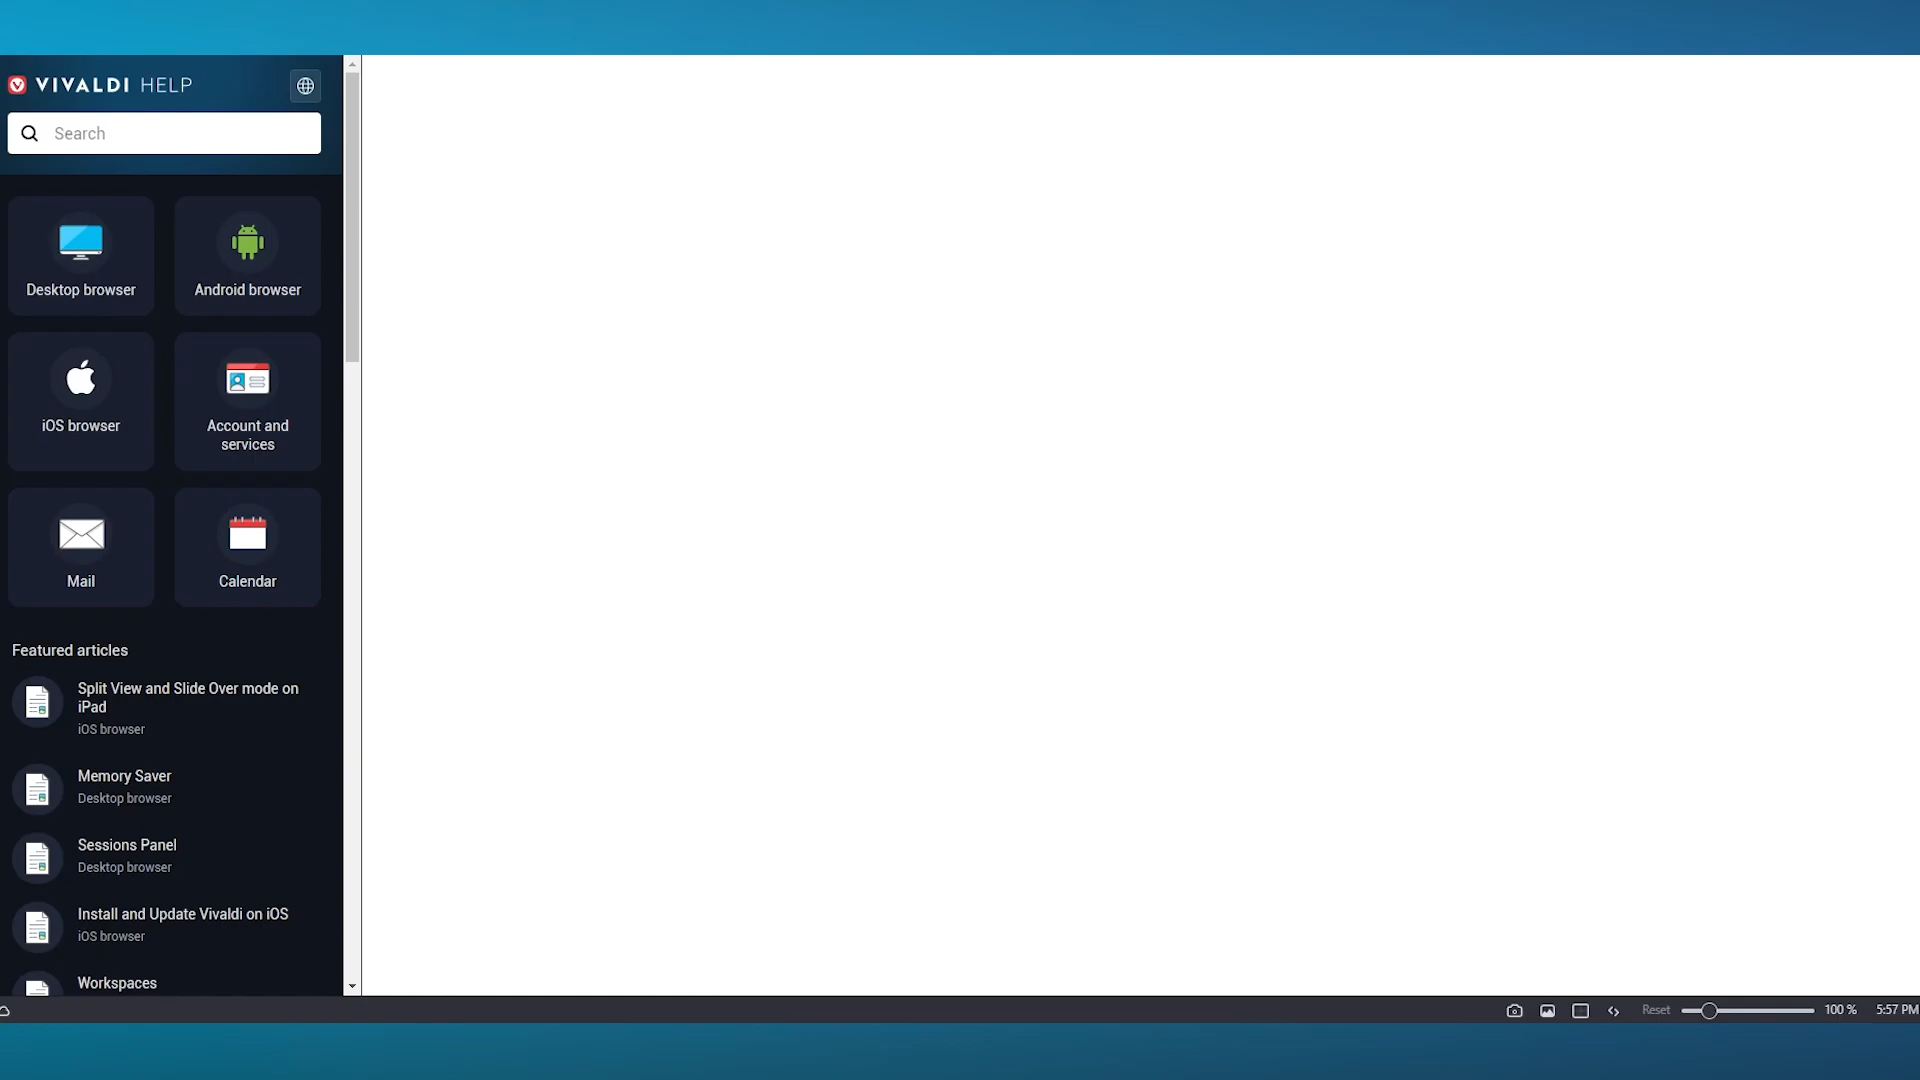 VIVALDI HELP
Search
Desktop browser
Android browser
iOS browser
Account and
services
Mail
Calendar
Featured articles
Split View and Slide Over mode on
iPad
iOS browser
Memory Saver
Desktop browser
Sessions Panel
Desktop browser
Install and Update Vivaldi on iOS
iOS browser
Workspaces
Reset
100 %
5:57 PM